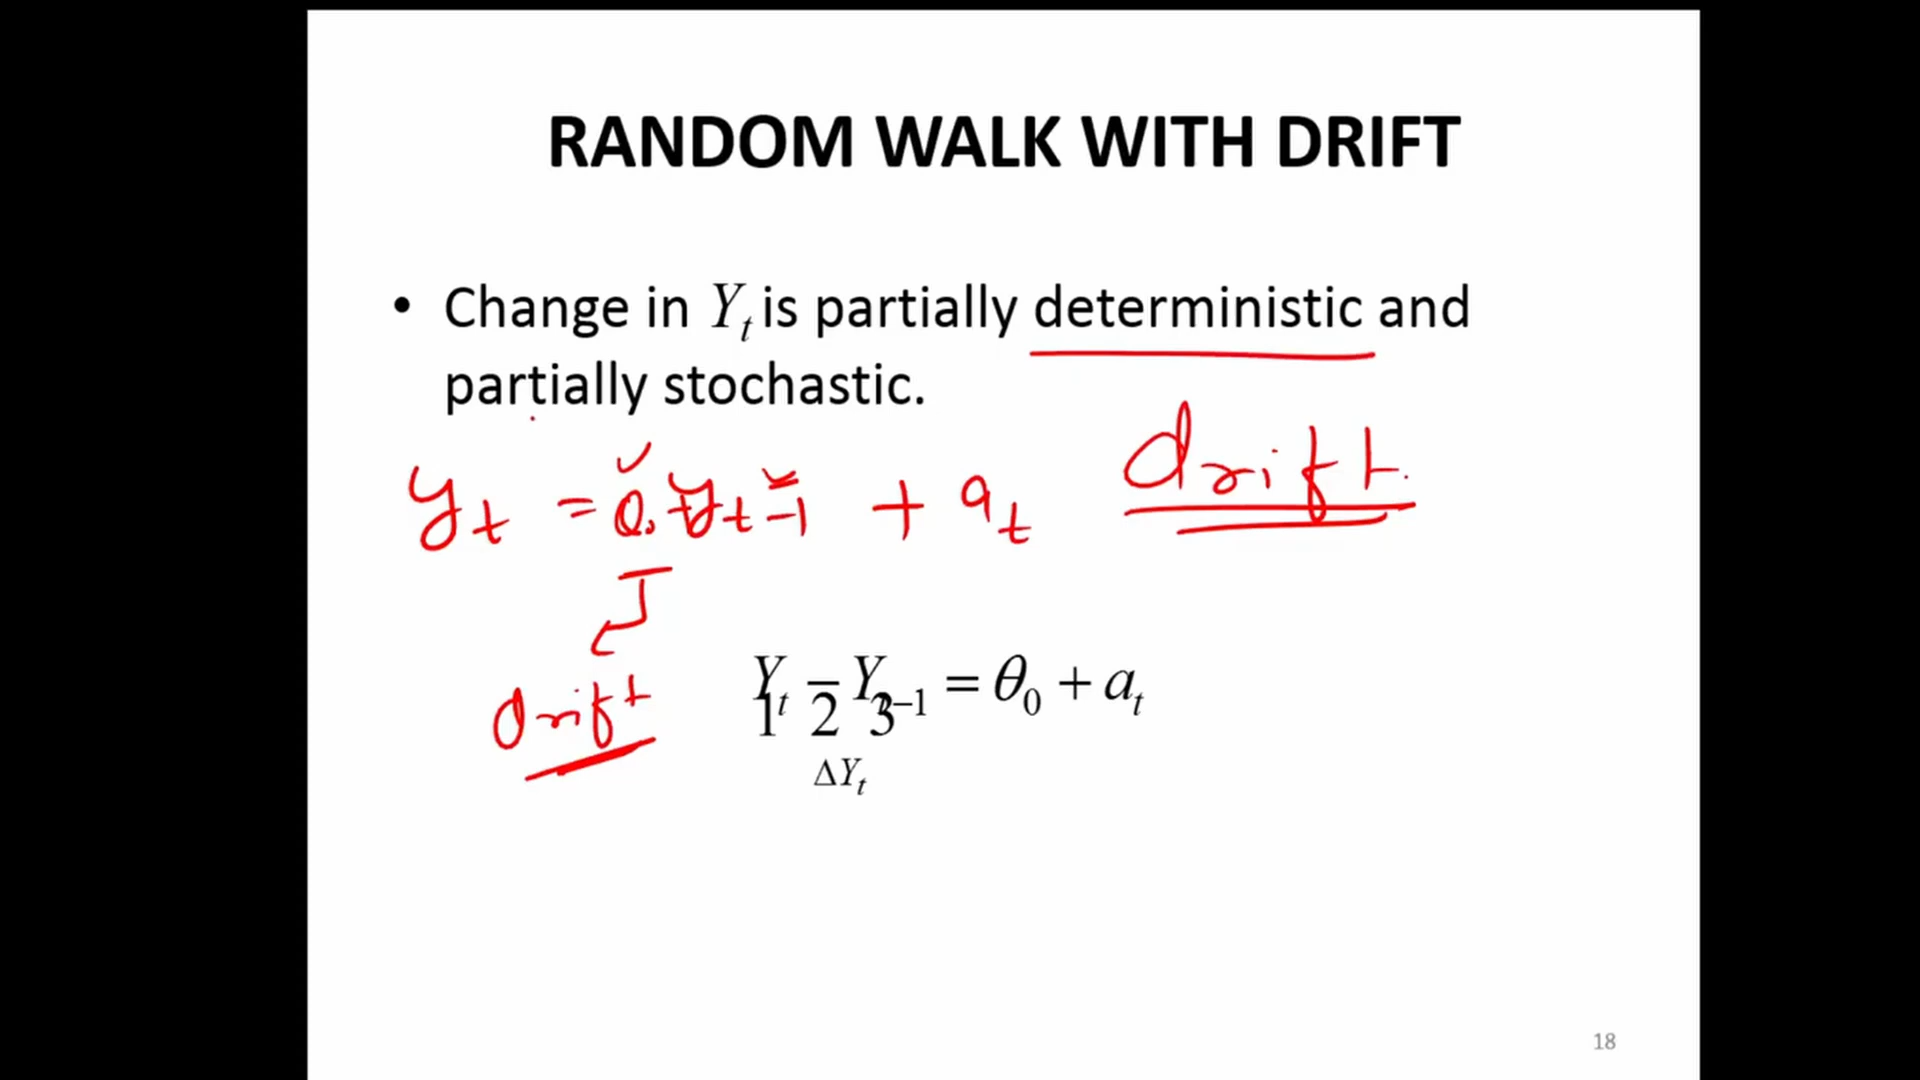 RANDOM WALK WITH DRIFT
• Change in Yₜ is partially deterministic and
partially stochastic.
drift.
yₜ = θ₀ + yₜ₋₁ + aₜ
drift
Yₜ − Yₜ₋₁ = θ₀ + aₜ
1 2 3
ΔYₜ
18